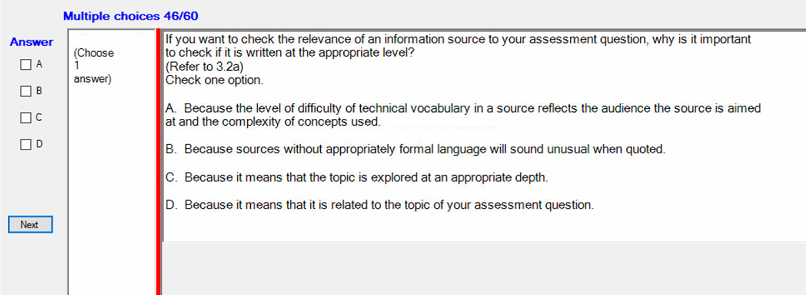 Multiple choices 46/60
Answer
A
B
C
D
Next
(Choose
1
answer)
If you want to check the relevance of an information source to your assessment question, why is it important
to check if it is written at the appropriate level?
(Refer to 3.2a)
Check one option.
A. Because the level of difficulty of technical vocabulary in a source reflects the audience the source is aimed
at and the complexity of concepts used.
B. Because sources without appropriately formal language will sound unusual when quoted.
C. Because it means that the topic is explored at an appropriate depth.
D. Because it means that it is related to the topic of your assessment question.